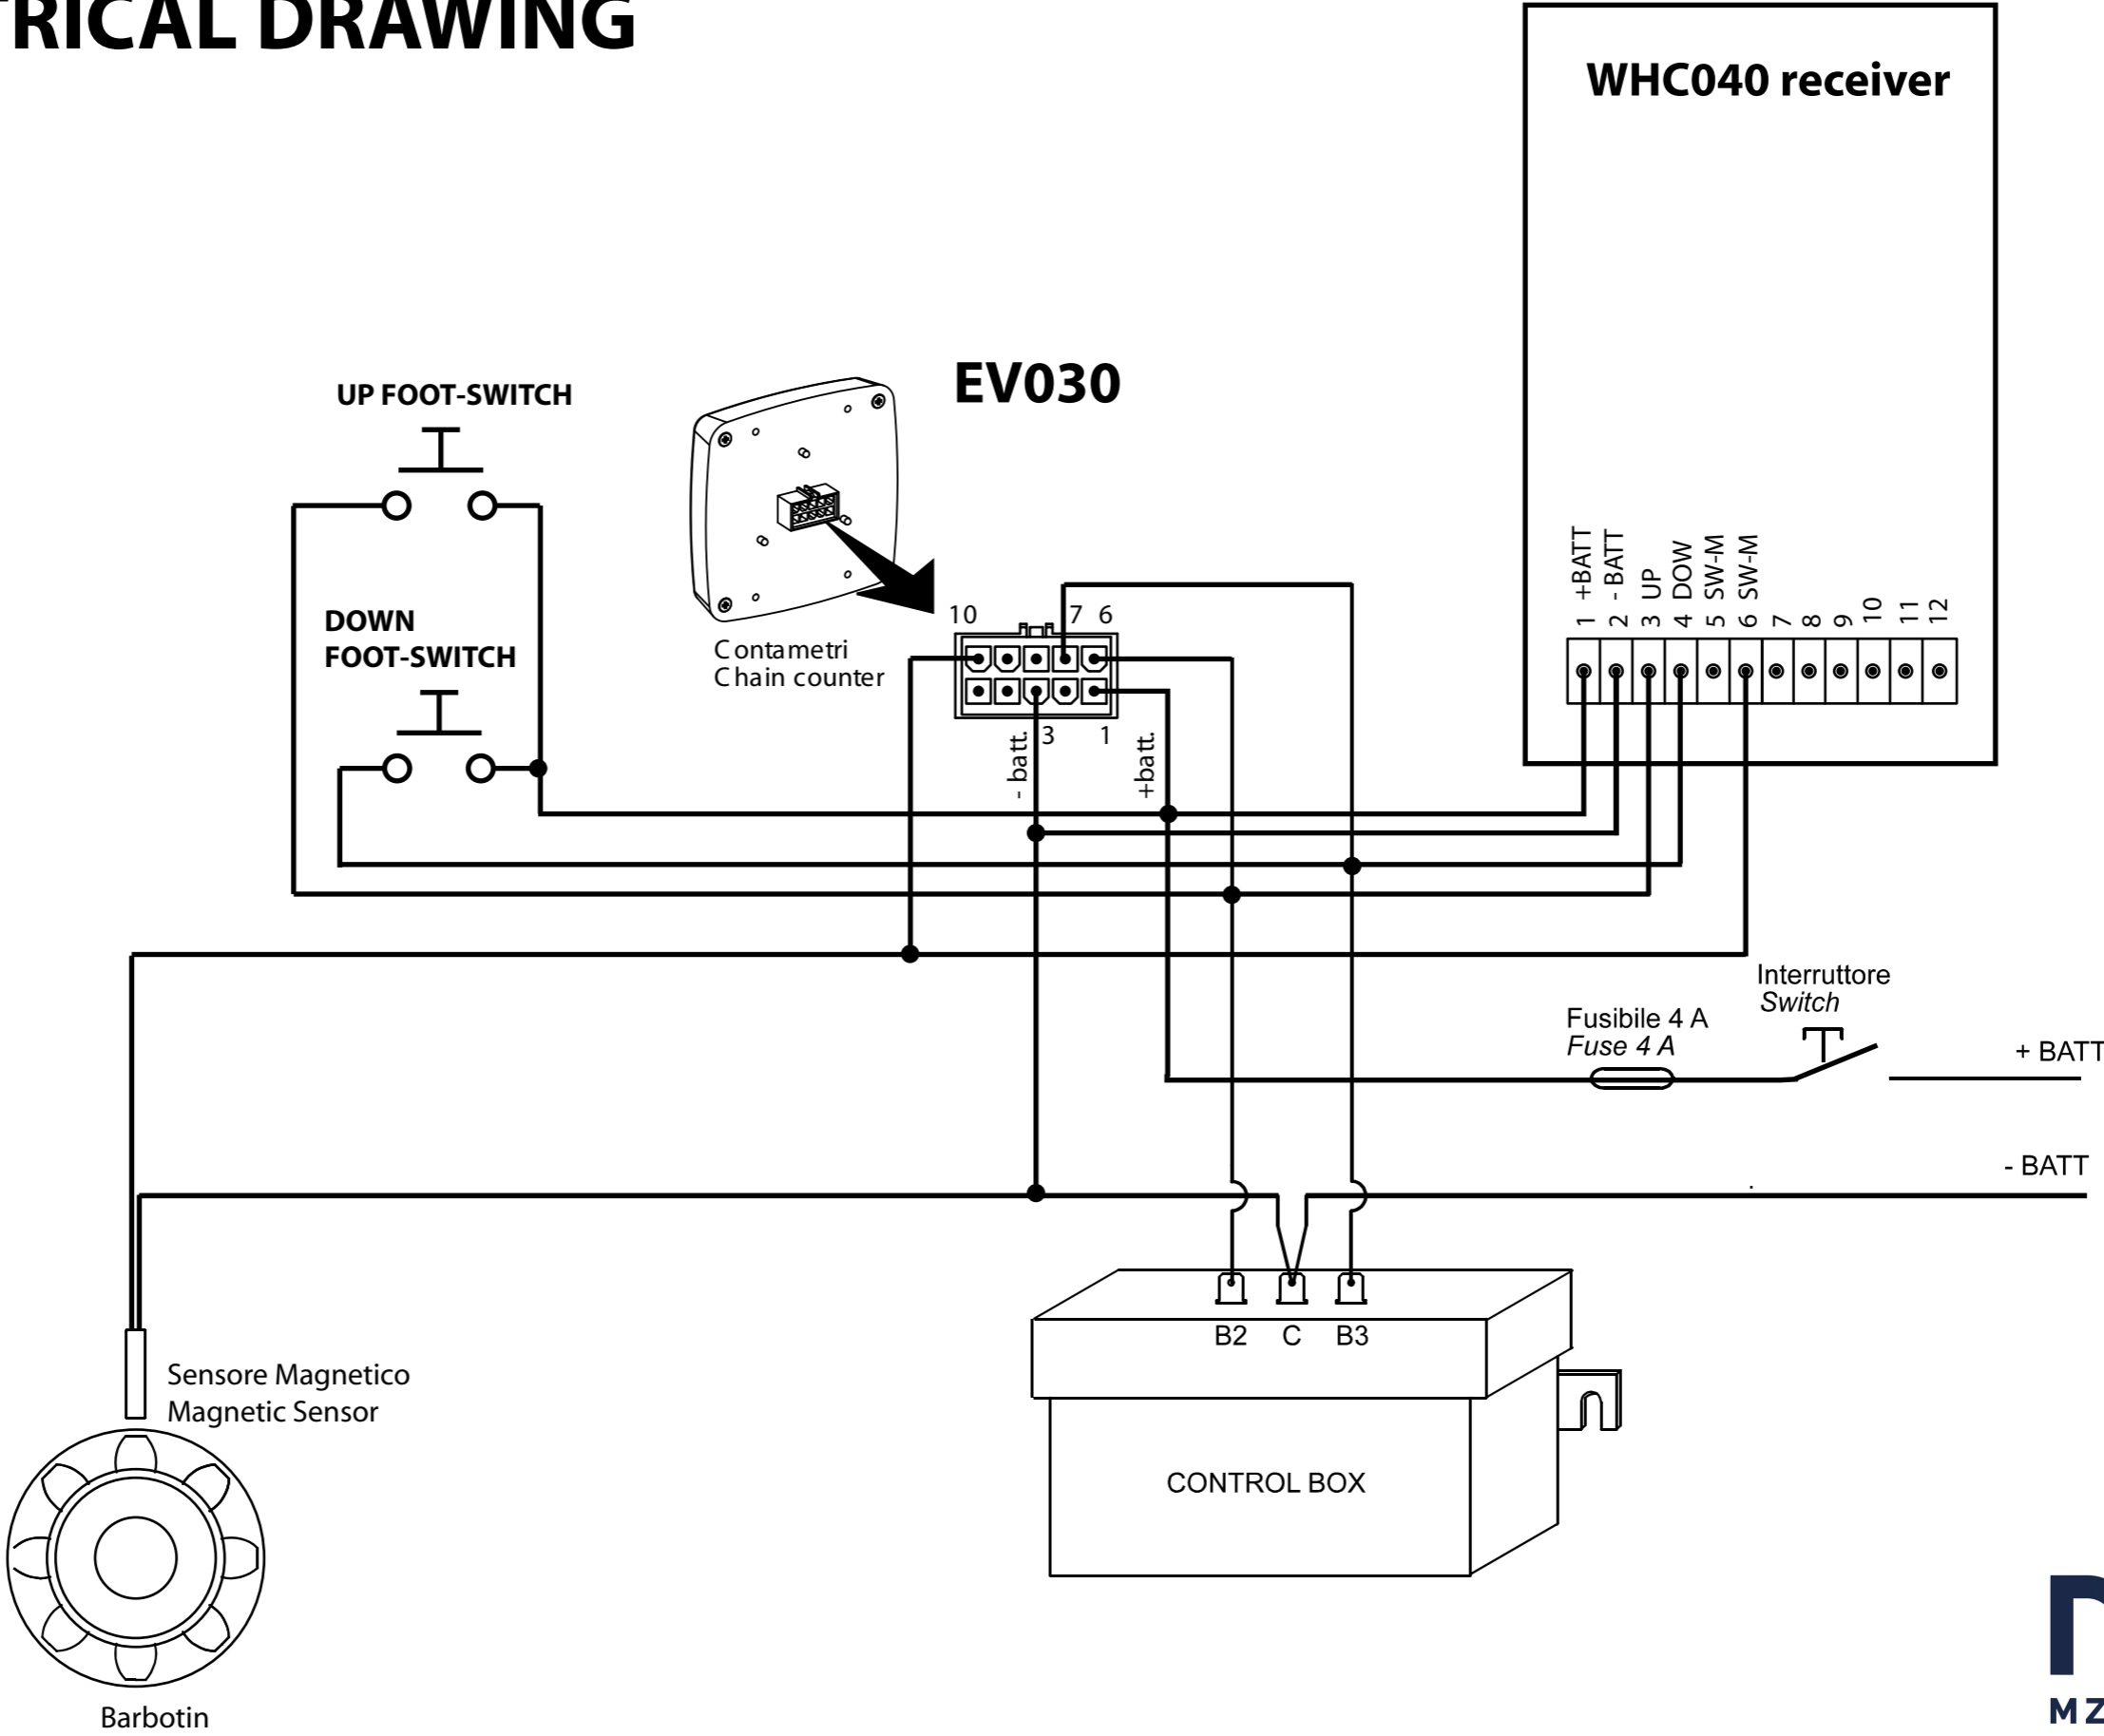 TRICAL DRAWING
WHC040 receiver
EV030
UP FOOT-SWITCH
DOWN
FOOT-SWITCH
Contametri
Chain counter
10 7 6
3 1
- batt.
+batt.
+BATT
- BATT
UP
DOW
SW-M
SW-M
1 2 3 4 5 6 7 8 9 10 11 12
Interruttore
Switch
Fusibile 4 A
Fuse 4 A
+ BATT
- BATT
B2 C B3
CONTROL BOX
Sensore Magnetico
Magnetic Sensor
Barbotin
MZ